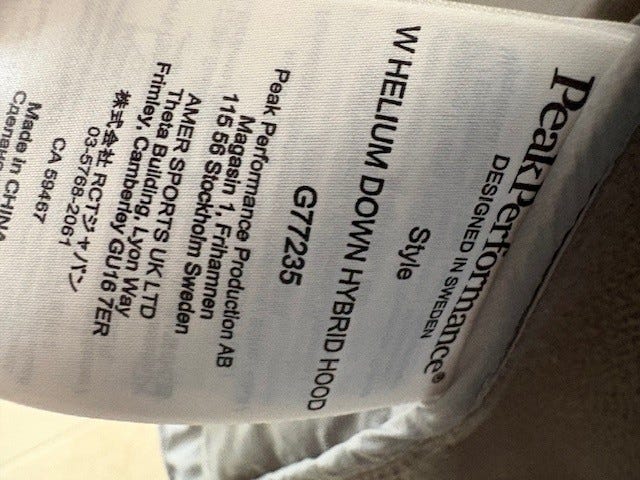 PeakPerformance®
DESIGNED IN SWEDEN
Style
W HELIUM DOWN HYBRID HOOD
G77235
Peak Performance Production AB
Magasin 1, Frihamnen
115 56 Stockholm Sweden
AMER SPORTS UK LTD
Theta Building, Lyon Way
Frimley, Camberley GU16 7ER
株式会社 RCTジャパン
03-5768-2061
CA 59467
Made in CHINA